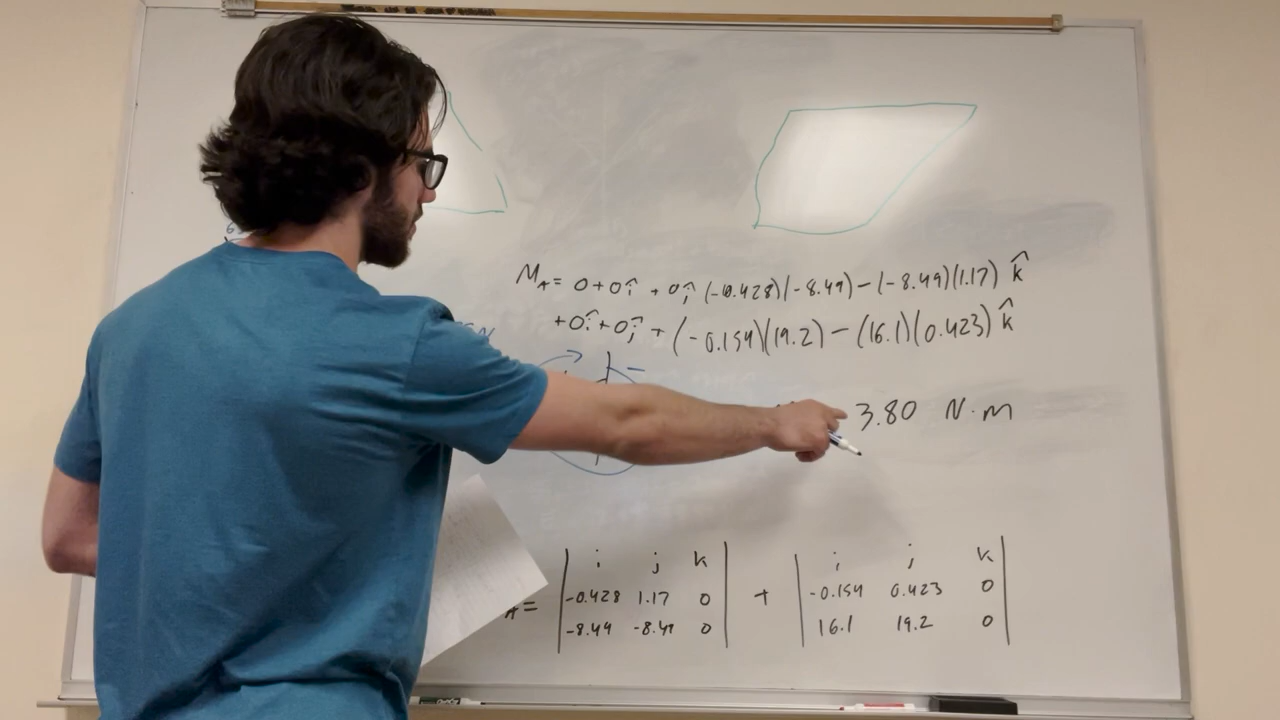 M_A = 0 + 0î + 0ĵ (-0.428)(-8.49) - (-8.49)(1.17) k̂
+0î + 0ĵ + (-0.154)(19.2) - (16.1)(0.423) k̂
3.80 N·m
i j k i j k
-0.428 1.17 0 + -0.154 0.423 0
A = -8.49 -8.49 0 16.1 19.2 0